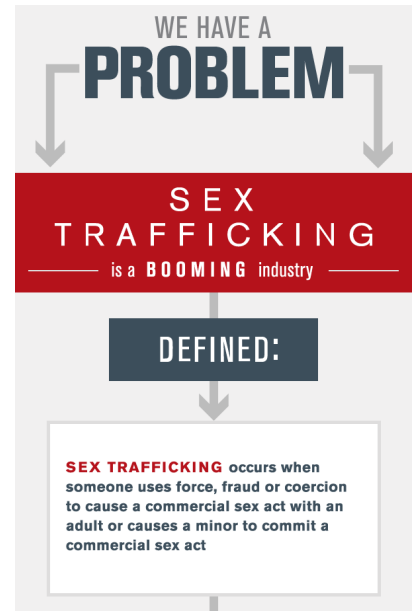 WE HAVE A
PROBLEM
SEX
TRAFFICKING
is a BOOMING industry
DEFINED:
SEX TRAFFICKING occurs when
someone uses force, fraud or coercion
to cause a commercial sex act with an
adult or causes a minor to commit a
commercial sex act